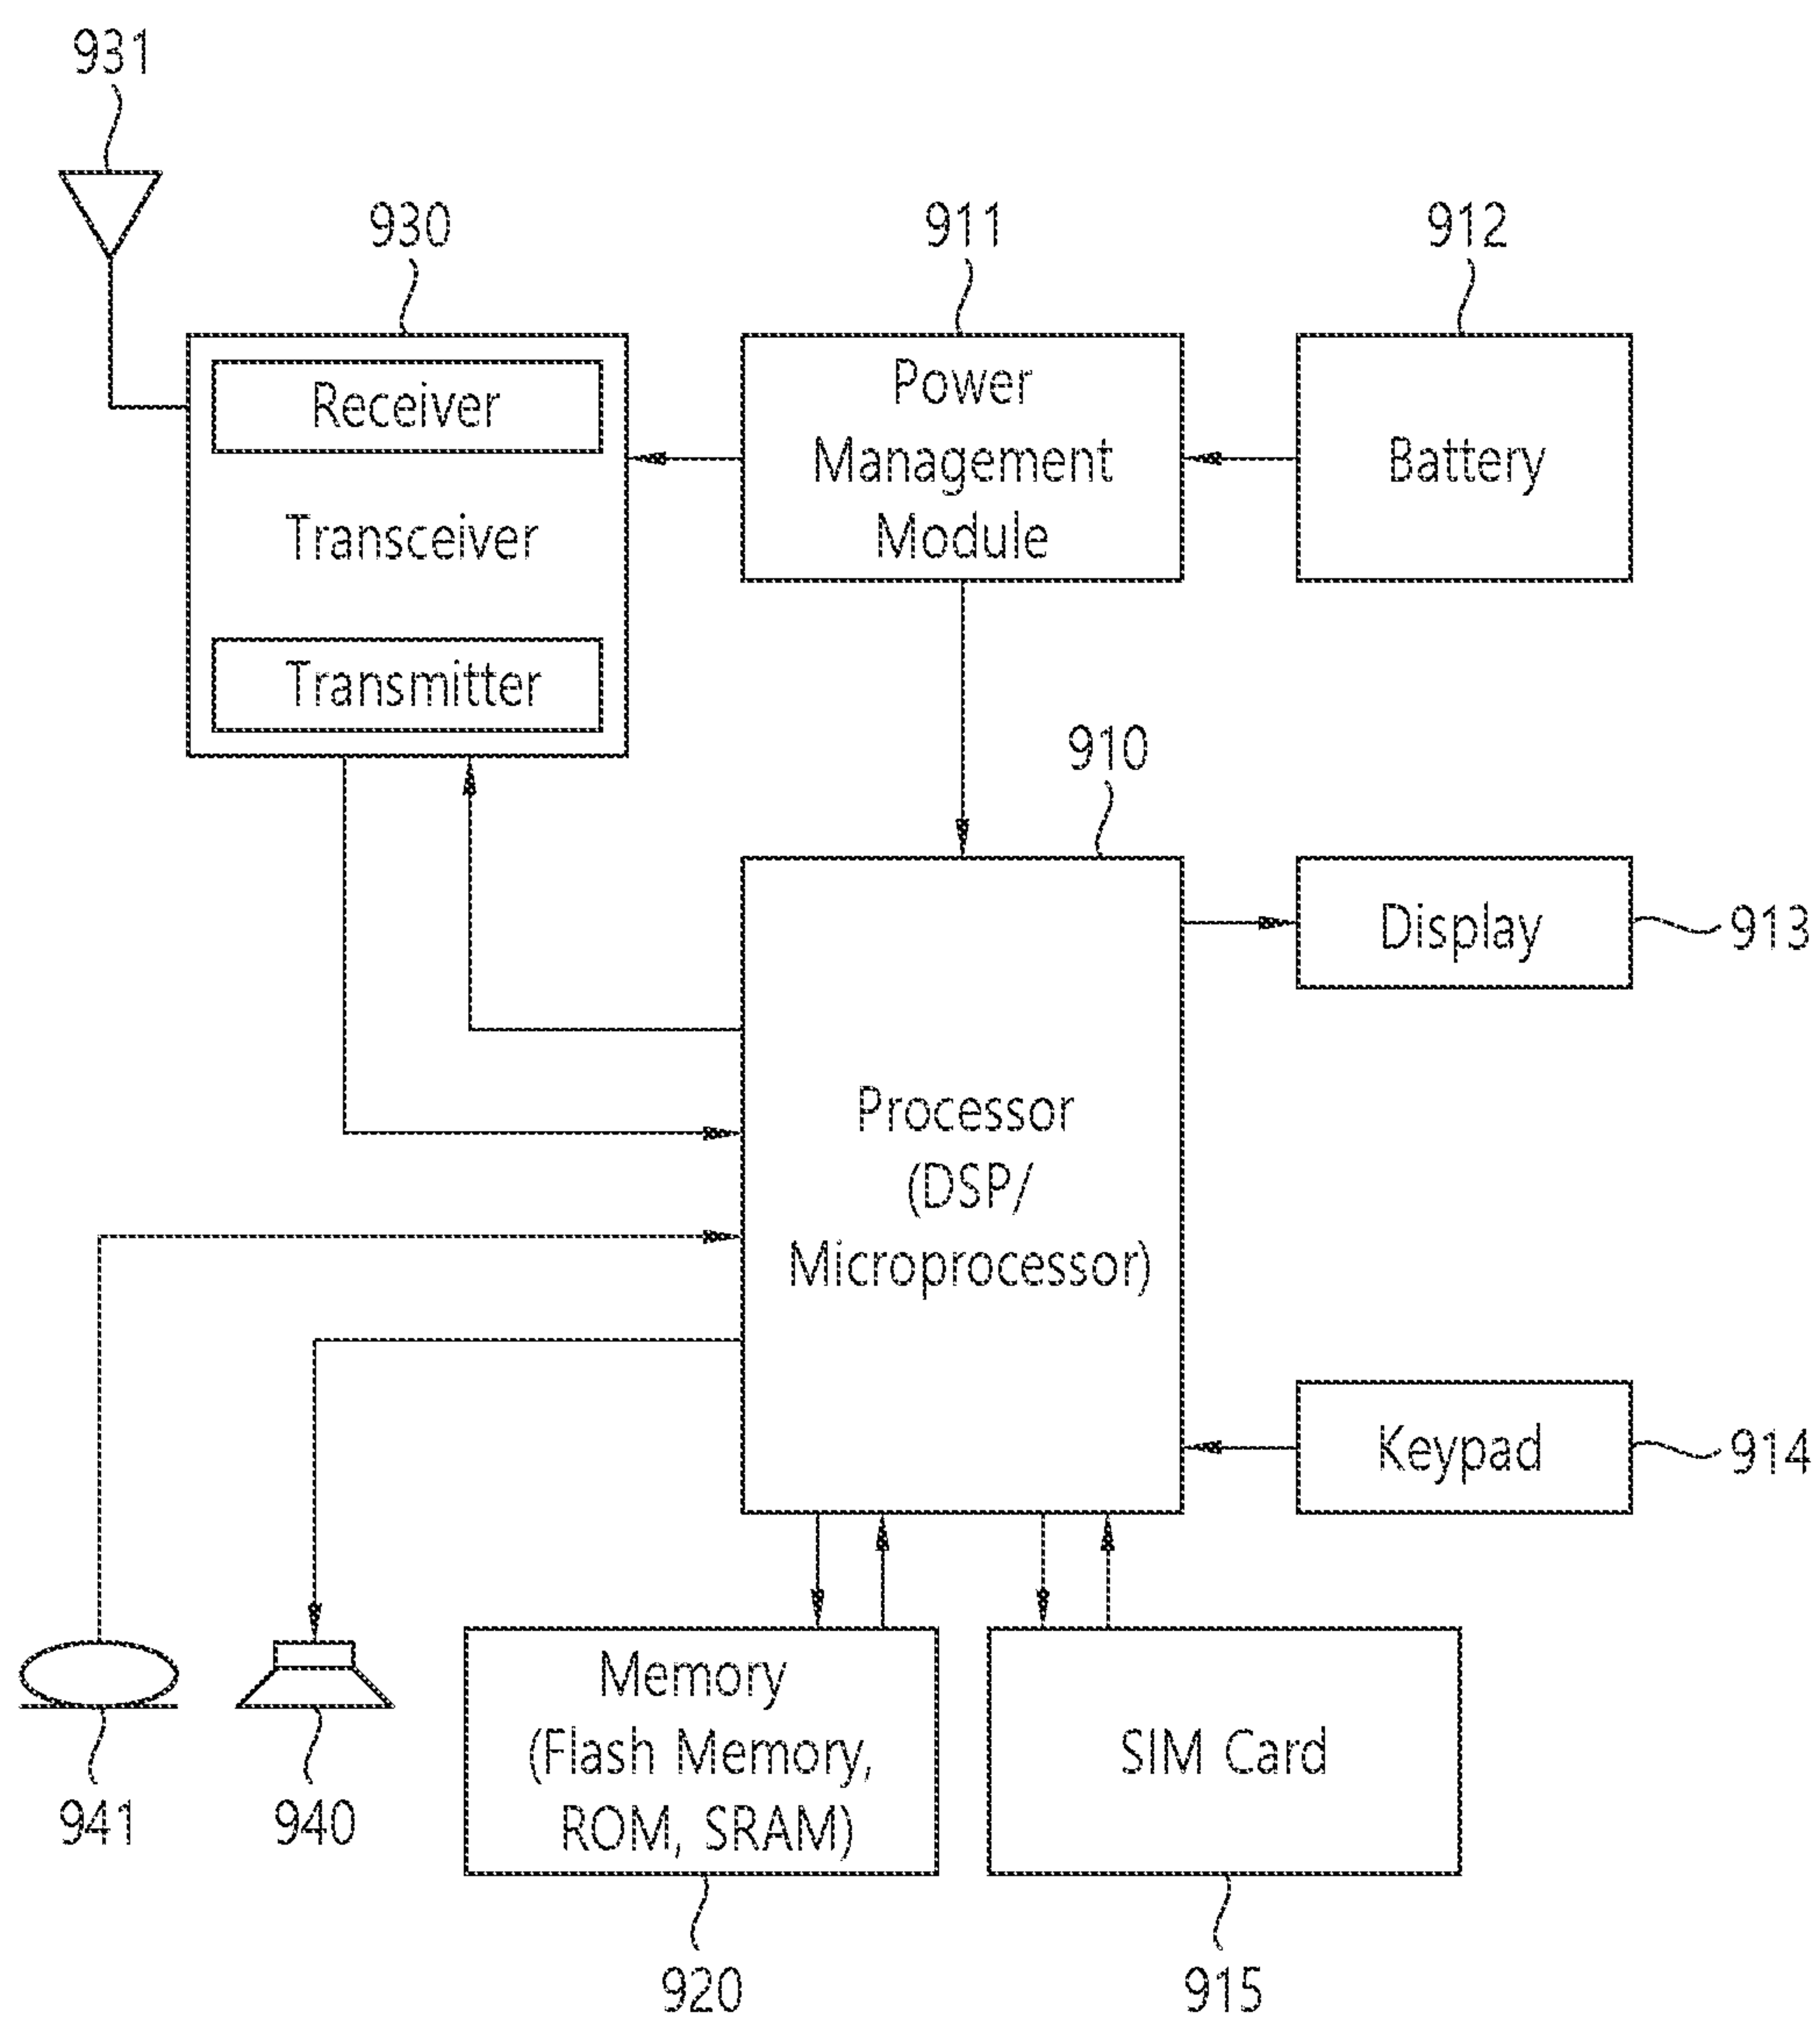 931
930
911
912
Receiver
Transceiver
Transmitter
Power
Management
Module
Battery
910
Display
913
Processor
(DSP/
Microprocessor)
Keypad
914
941
940
Memory
(Flash Memory,
ROM, SRAM)
SIM Card
920
915